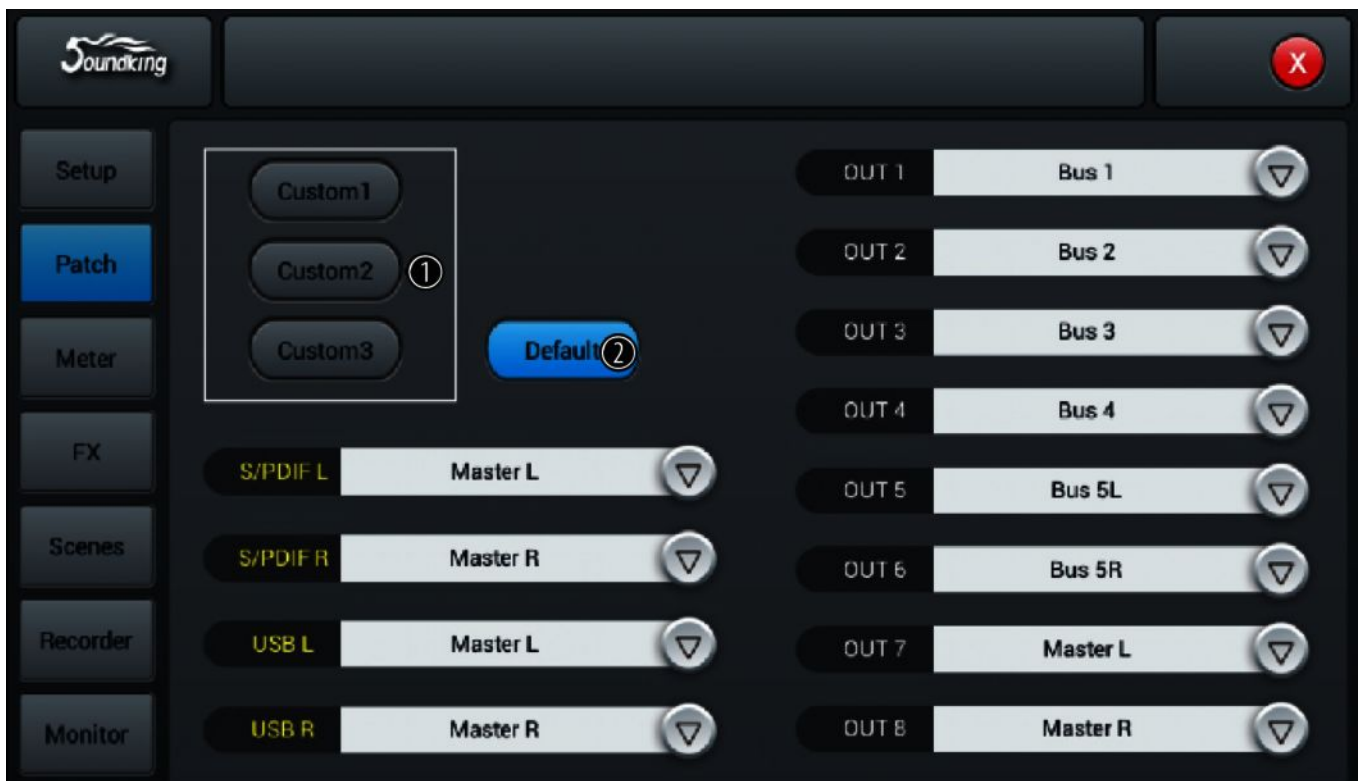 Soundking
X
Setup
Patch
Meter
FX
Scenes
Recorder
Monitor
Custom1
Custom2 ①
Custom3
Default ②
S/PDIF L Master L
S/PDIF R Master R
USB L Master L
USB R Master R
OUT 1 Bus 1
OUT 2 Bus 2
OUT 3 Bus 3
OUT 4 Bus 4
OUT 5 Bus 5L
OUT 6 Bus 5R
OUT 7 Master L
OUT 8 Master R